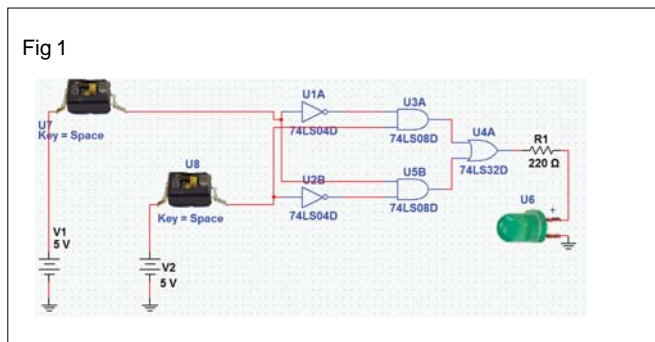 Fig 1
U7
Key = Space
U8
Key = Space
V1
5 V
V2
5 V
U1A
74LS04D
U2B
74LS04D
U3A
74LS08D
U5B
74LS08D
U4A
74LS32D
R1
220 Ω
U6
+